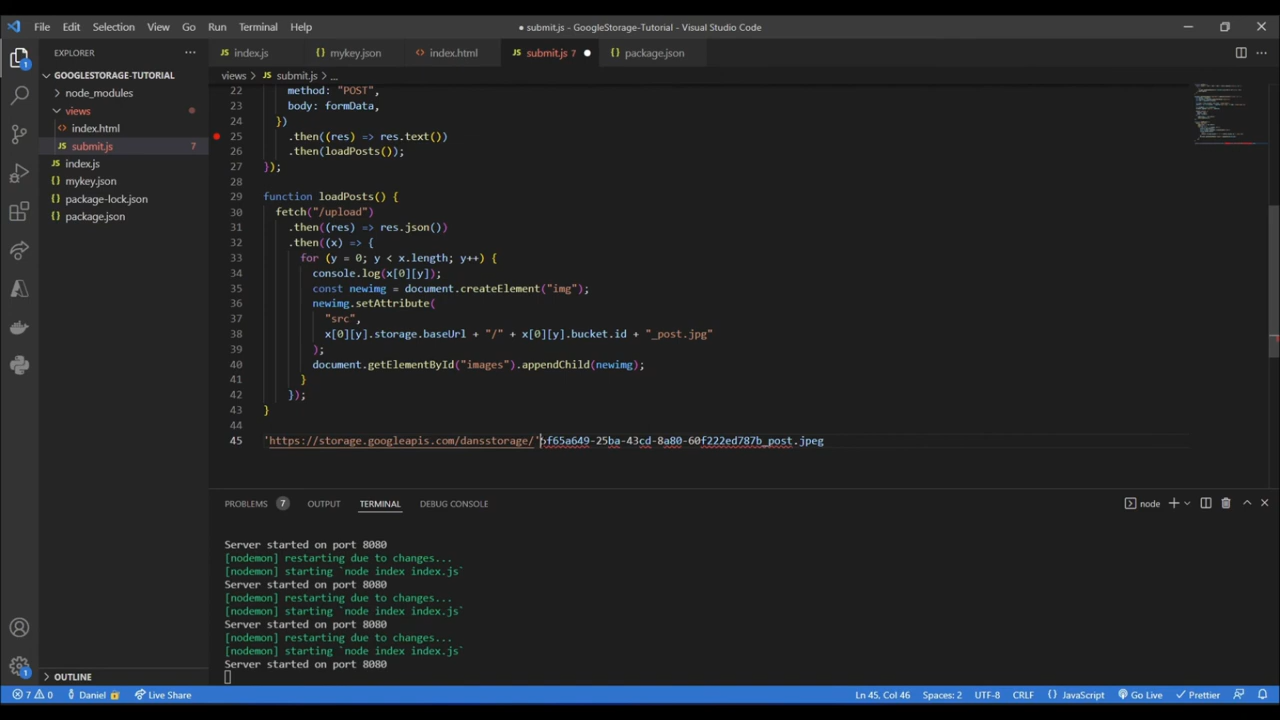 File Edit Selection View Go Run Terminal Help
● submit.js - GoogleStorage-Tutorial - Visual Studio Code
EXPLORER ...
JS index.js {} mykey.json <> index.html JS submit.js 7 ● {} package.json
views > JS submit.js > ...
GOOGLESTORAGE-TUTORIAL
node_modules
views
<> index.html
JS submit.js 7
JS index.js
{} mykey.json
{} package-lock.json
{} package.json
22 method: "POST",
23 body: formData,
24 })
25 .then((res) => res.text())
26 .then(loadPosts());
27 });
28
29 function loadPosts() {
30 fetch("/upload")
31 .then((res) => res.json())
32 .then((x) => {
33 for (y = 0; y < x.length; y++) {
34 console.log(x[0][y]);
35 const newimg = document.createElement("img");
36 newimg.setAttribute(
37 "src",
38 x[0][y].storage.baseUrl + "/" + x[0][y].bucket.id + "_post.jpg"
39 );
40 document.getElementById("images").appendChild(newimg);
41 }
42 });
43 }
44
45 'https://storage.googleapis.com/dansstorage/'bf65a649-25ba-43cd-8a80-60f222ed787b_post.jpeg
PROBLEMS 7 OUTPUT TERMINAL DEBUG CONSOLE
node
Server started on port 8080
[nodemon] restarting due to changes...
[nodemon] starting `node index index.js`
Server started on port 8080
[nodemon] restarting due to changes...
[nodemon] starting `node index index.js`
Server started on port 8080
[nodemon] restarting due to changes...
[nodemon] starting `node index index.js`
Server started on port 8080
OUTLINE
1
1
7 0 Daniel Live Share
Ln 45, Col 46 Spaces: 2 UTF-8 CRLF {} JavaScript Go Live Prettier